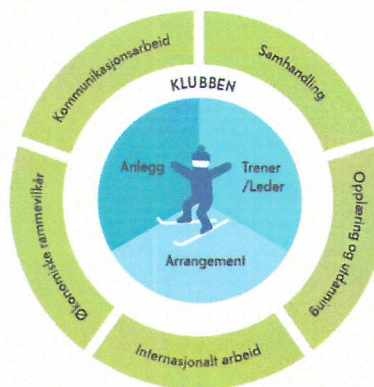 Kommunikasjonsarbeid
Samhandling
KLUBBEN
Anlegg
Trener
/Leder
Arrangement
Økonomiske rammevilkår
Opplæring og utdanning
Internasjonalt arbeid